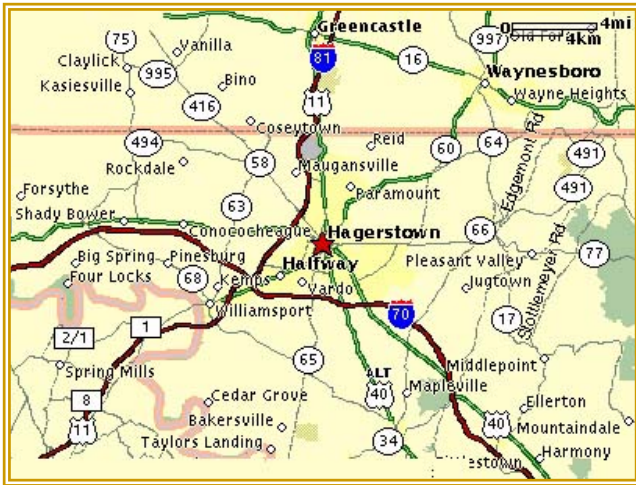 Greencastle
0 4mi
4km
75
Vanilla
997
Old For
Claylick
81
16
995
Waynesboro
Kasiesville
Bino
11
Wayne Heights
416
Coseytown
Reid
494
60
64
491
Rockdale
58
Maugansville
Edgemont Rd
491
Forsythe
Paramount
63
Shady Bower
Conococheague
Hagerstown
66
77
Big Spring
Pinesburg
Halfway
Pleasant Valley
Four Locks
68
Kemps
Vardo
Jugtown
Slottlemeyer Rd
Williamsport
70
17
2/1
1
65
Middlepoint
Spring Mills
ALT
40
Mapleville
8
Cedar Grove
Ellerton
11
Bakersville
40
Mountaindale
34
Taylors Landing
Harmony
estown